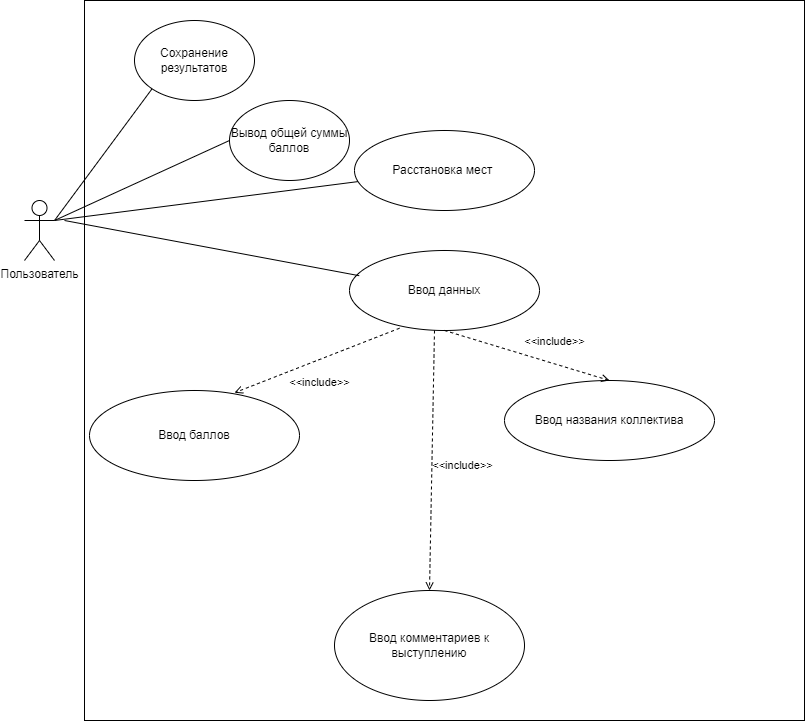 Сохранение
результатов
Вывод общей суммы
баллов
Расстановка мест
Пользователь
Ввод данных
<<include>>
<<include>>
Ввод баллов
Ввод названия коллектива
<<include>>
Ввод комментариев к
выступлению